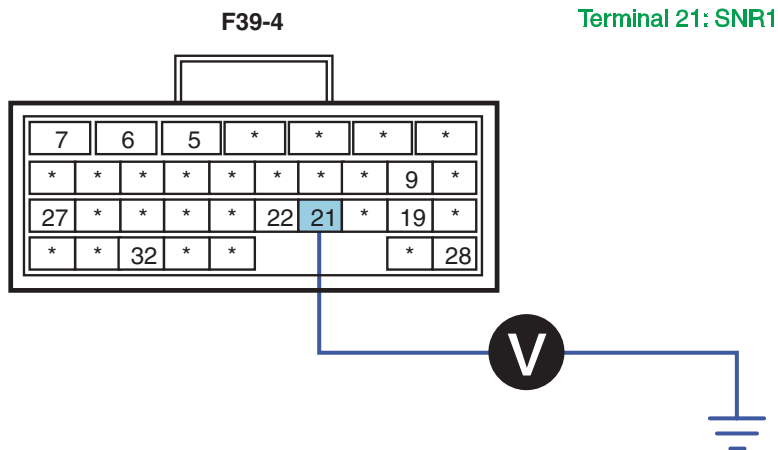 F39-4
Terminal 21: SNR1
7 6 5 * * * *
* * * * * * * * 9 *
27 * * * * 22 21 * 19 *
* * 32 * * * 28
V